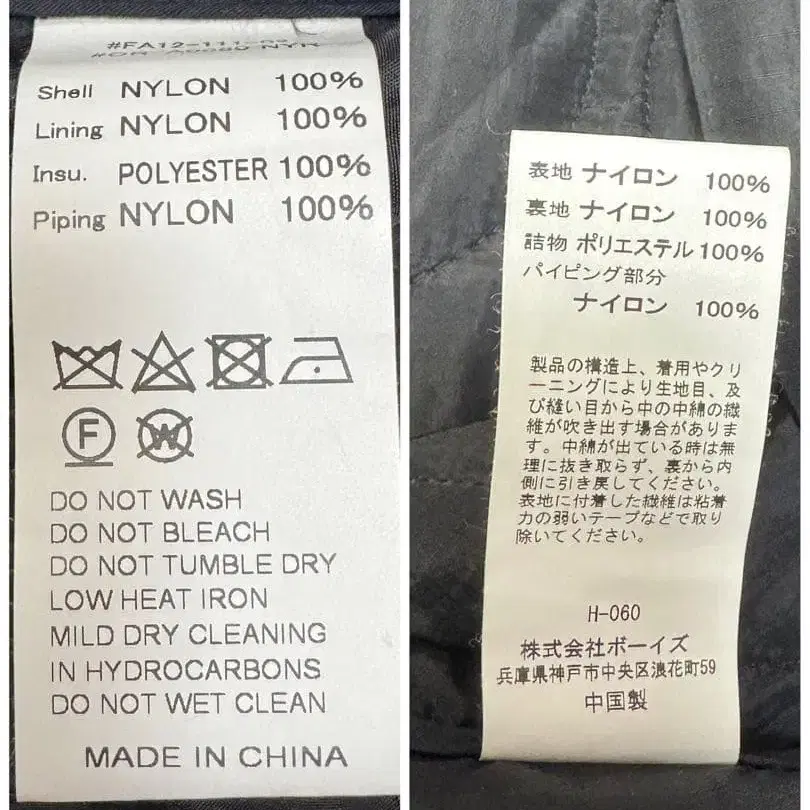 Shell NYLON 100%
Lining NYLON 100%
Insu. POLYESTER 100%
Piping NYLON 100%
F
W
DO NOT WASH
DO NOT BLEACH
DO NOT TUMBLE DRY
LOW HEAT IRON
MILD DRY CLEANING
IN HYDROCARBONS
DO NOT WET CLEAN
MADE IN CHINA
表地 ナイロン 100%
裏地 ナイロン 100%
詰物 ポリエステル 100%
パイピング部分
ナイロン 100%
製品の構造上、着用やクリ
ーニングにより生地目、及
び縫い目から中の中綿の繊
維が吹き出す場合がありま
す。中綿が出ている時は無
理に抜き取らず、裏から内
側に引き戻してください。
表地に付着した繊維は粘着
力の弱いテープなどで取り
除いてください。
H-060
株式会社ボーイズ
兵庫県神戸市中央区浪花町59
中国製